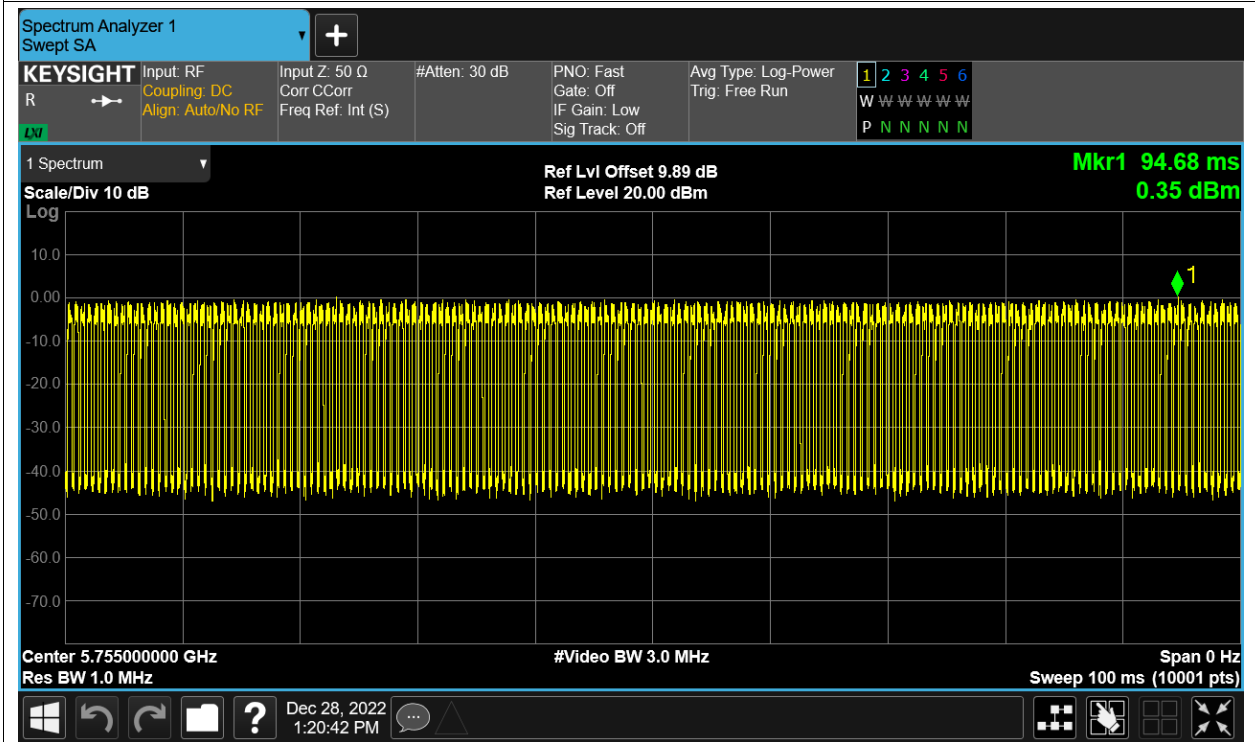 Spectrum Analyzer 1
Swept SA
KEYSIGHT
R
LXI
Input: RF
Coupling: DC
Align: Auto/No RF
Input Z: 50 Ω
Corr CCorr
Freq Ref: Int (S)
#Atten: 30 dB
PNO: Fast
Gate: Off
IF Gain: Low
Sig Track: Off
Avg Type: Log-Power
Trig: Free Run
1 2 3 4 5 6
W W W W W W
P N N N N N
1 Spectrum
Scale/Div 10 dB
Log
Ref Lvl Offset 9.89 dB
Ref Level 20.00 dBm
Mkr1 94.68 ms
0.35 dBm
10.0
0.00
-10.0
-20.0
-30.0
-40.0
-50.0
-60.0
-70.0
1
Center 5.755000000 GHz
Res BW 1.0 MHz
#Video BW 3.0 MHz
Span 0 Hz
Sweep 100 ms (10001 pts)
?
Dec 28, 2022
1:20:42 PM